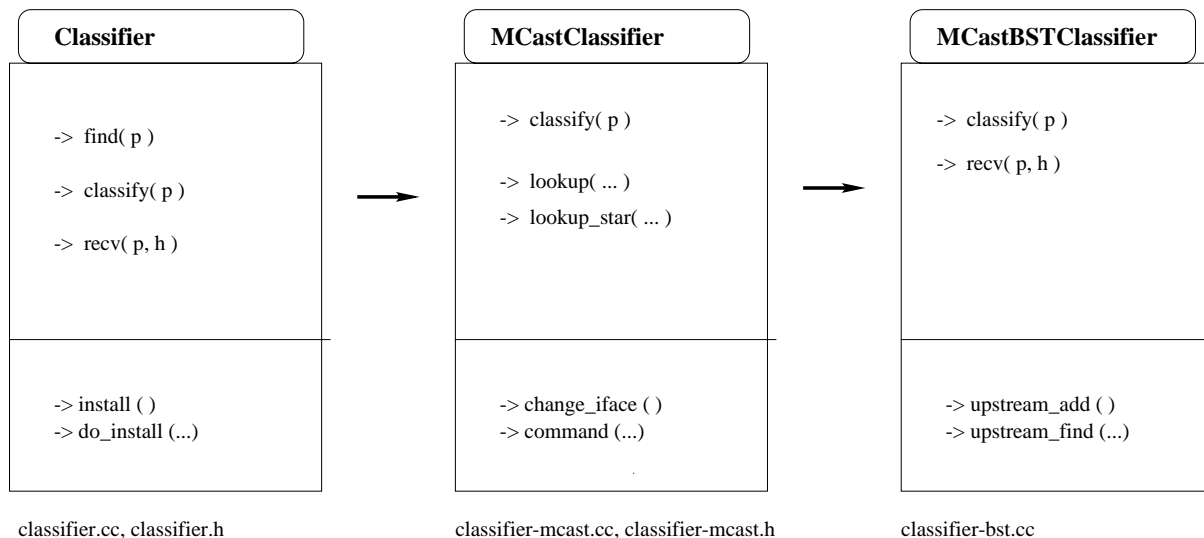 Classifier
-> find( p )
-> classify( p )
-> recv( p, h )
-> install ( )
-> do_install (...)
classifier.cc, classifier.h
MCastClassifier
-> classify( p )
-> lookup( ... )
-> lookup_star( ... )
-> change_iface ( )
-> command (...)
classifier-mcast.cc, classifier-mcast.h
MCastBSTClassifier
-> classify( p )
-> recv( p, h )
-> upstream_add ( )
-> upstream_find (...)
classifier-bst.cc